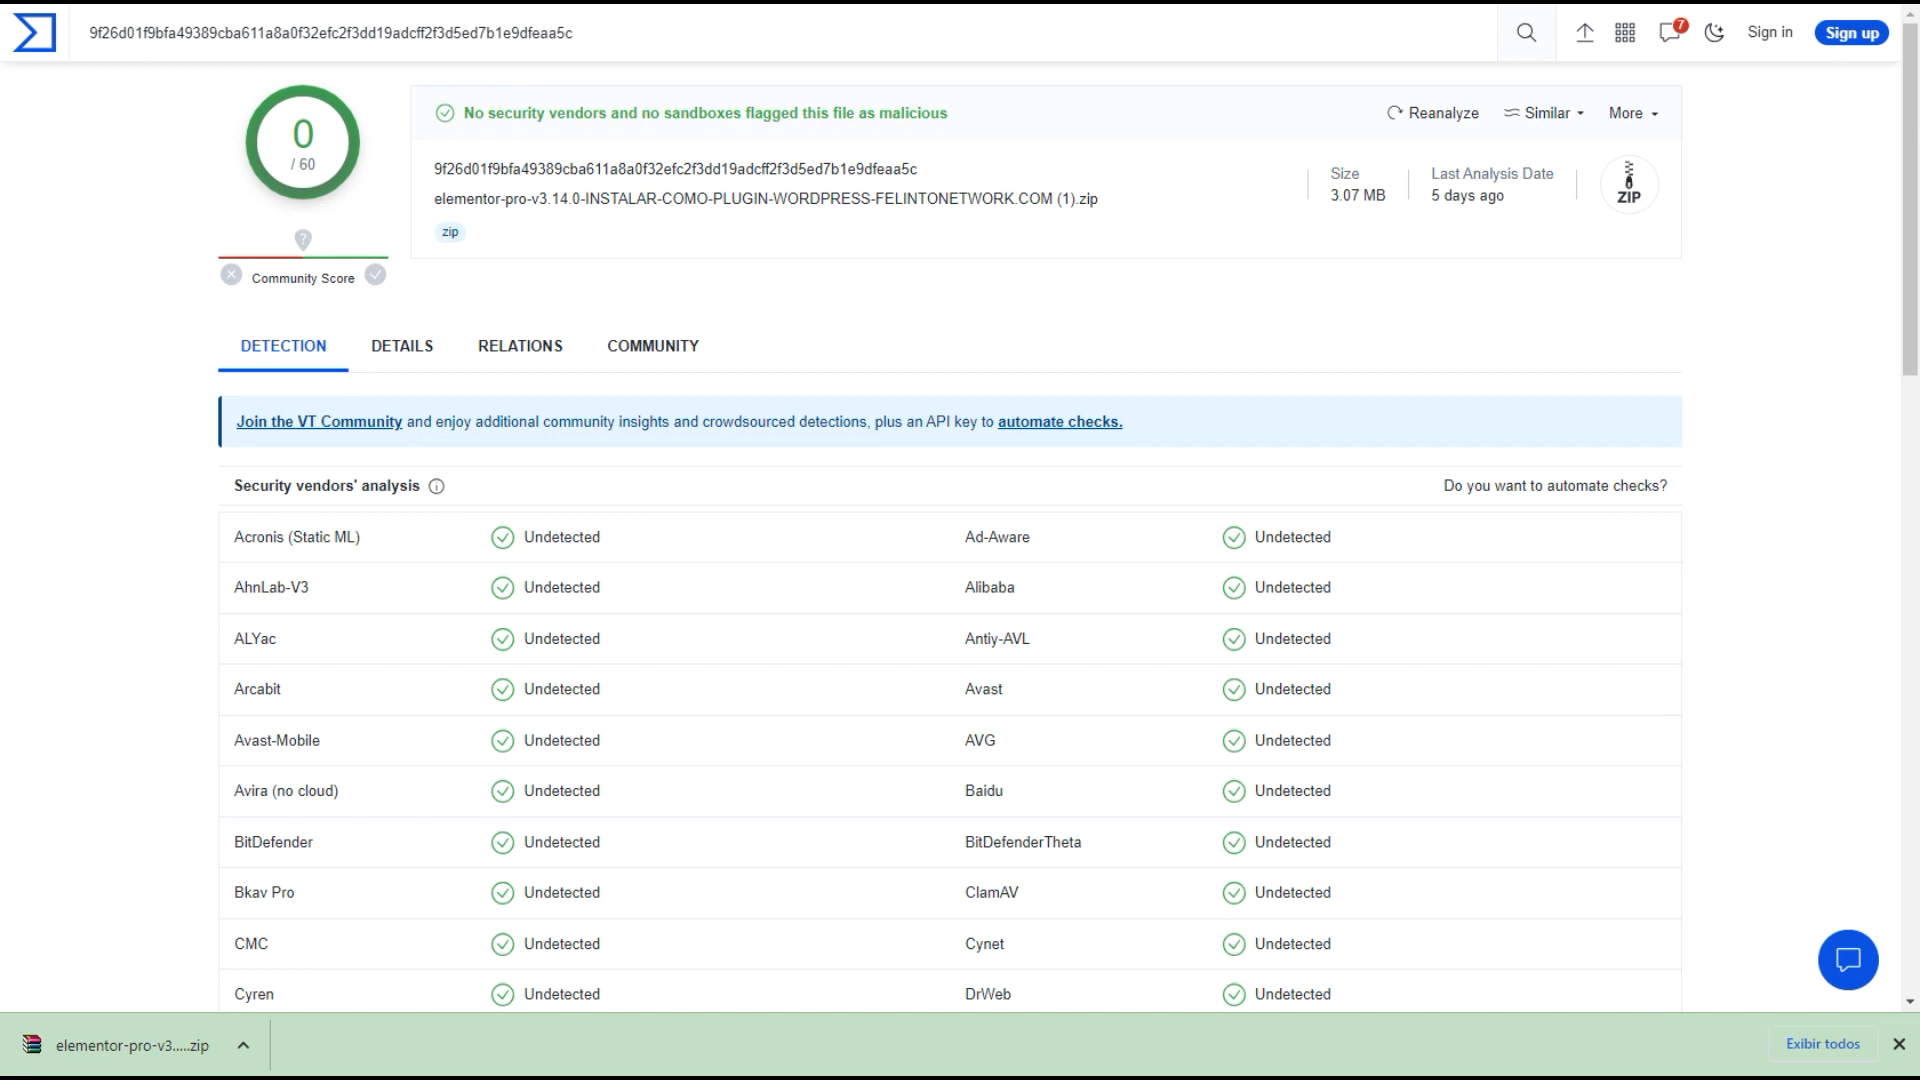 9f26d01f9bfa49389cba611a8a0f32efc2f3dd19adcff2f3d5ed7b1e9dfeaa5c
7
Sign in
Sign up
0
/ 60
No security vendors and no sandboxes flagged this file as malicious
Reanalyze
Similar
More
9f26d01f9bfa49389cba611a8a0f32efc2f3dd19adcff2f3d5ed7b1e9dfeaa5c
elementor-pro-v3.14.0-INSTALAR-COMO-PLUGIN-WORDPRESS-FELINTONETWORK.COM (1).zip
zip
Size
3.07 MB
Last Analysis Date
5 days ago
ZIP
?
Community Score
DETECTION
DETAILS
RELATIONS
COMMUNITY
Join the VT Community and enjoy additional community insights and crowdsourced detections, plus an API key to automate checks.
Security vendors' analysis
Do you want to automate checks?
Acronis (Static ML) Undetected Ad-Aware Undetected
AhnLab-V3 Undetected Alibaba Undetected
ALYac Undetected Antiy-AVL Undetected
Arcabit Undetected Avast Undetected
Avast-Mobile Undetected AVG Undetected
Avira (no cloud) Undetected Baidu Undetected
BitDefender Undetected BitDefenderTheta Undetected
Bkav Pro Undetected ClamAV Undetected
CMC Undetected Cynet Undetected
Cyren Undetected DrWeb Undetected
elementor-pro-v3.....zip
Exibir todos